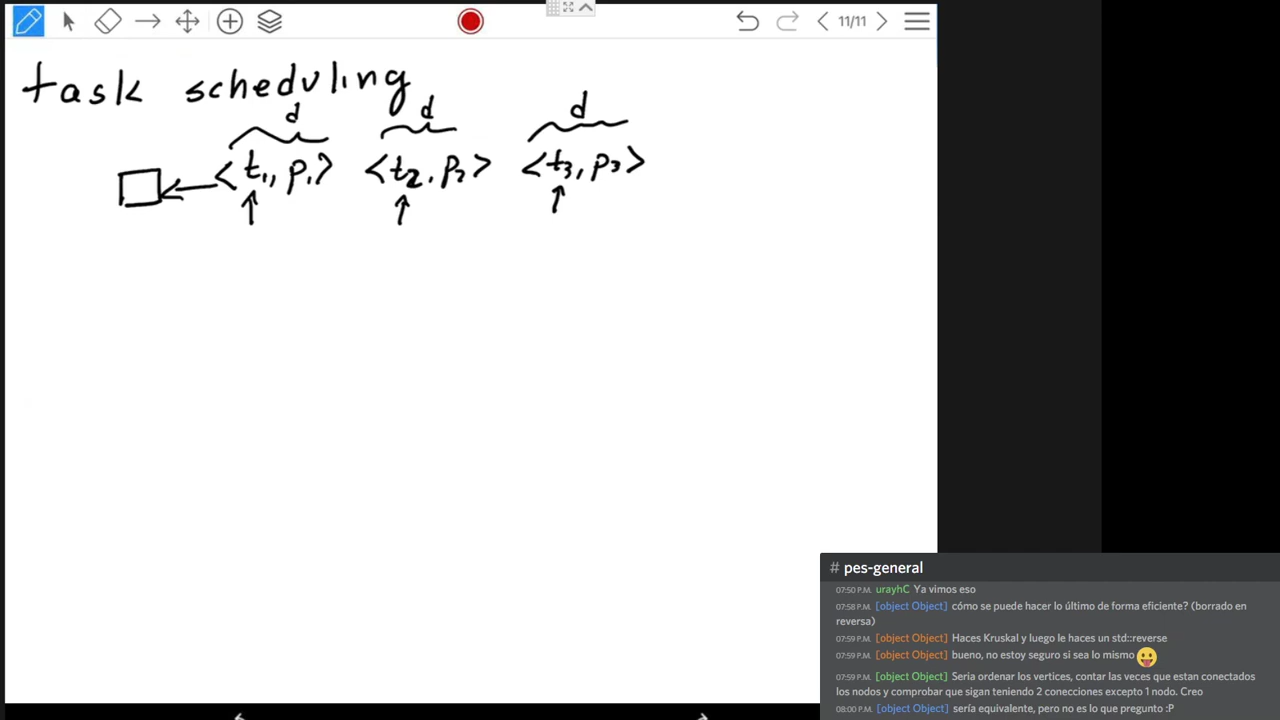 11/11
task scheduling
d d d
<t1, p1> <t2, p2> <t3, p3>
# pes-general
07:50 P.M. urayhC Ya vimos eso
07:58 P.M. [object Object] cómo se puede hacer lo último de forma eficiente? (borrado en
reversa)
07:59 P.M. [object Object] Haces Kruskal y luego le haces un std::reverse
07:59 P.M. [object Object] bueno, no estoy seguro si sea lo mismo 😛
07:59 P.M. [object Object] Seria ordenar los vertices, contar las veces que estan conectados
los nodos y comprobar que sigan teniendo 2 conecciones excepto 1 nodo. Creo
08:00 P.M. [object Object] sería equivalente, pero no es lo que pregunto :P